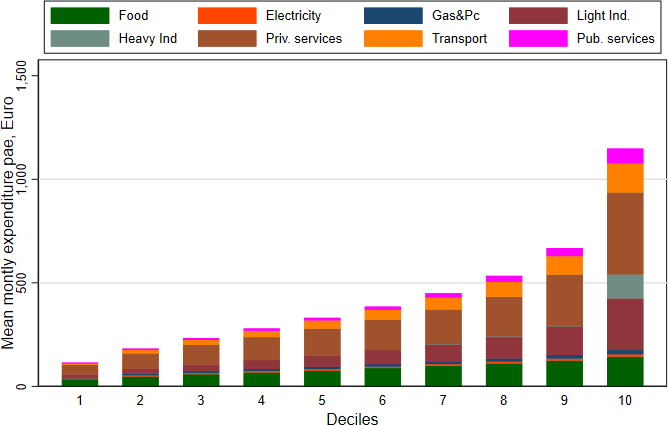 Food Electricity Gas&Pc Light Ind.
Heavy Ind Priv. services Transport Pub. services
Mean montly expenditure pae, Euro
1,500
1,000
500
0
1 2 3 4 5 6 7 8 9 10
Deciles